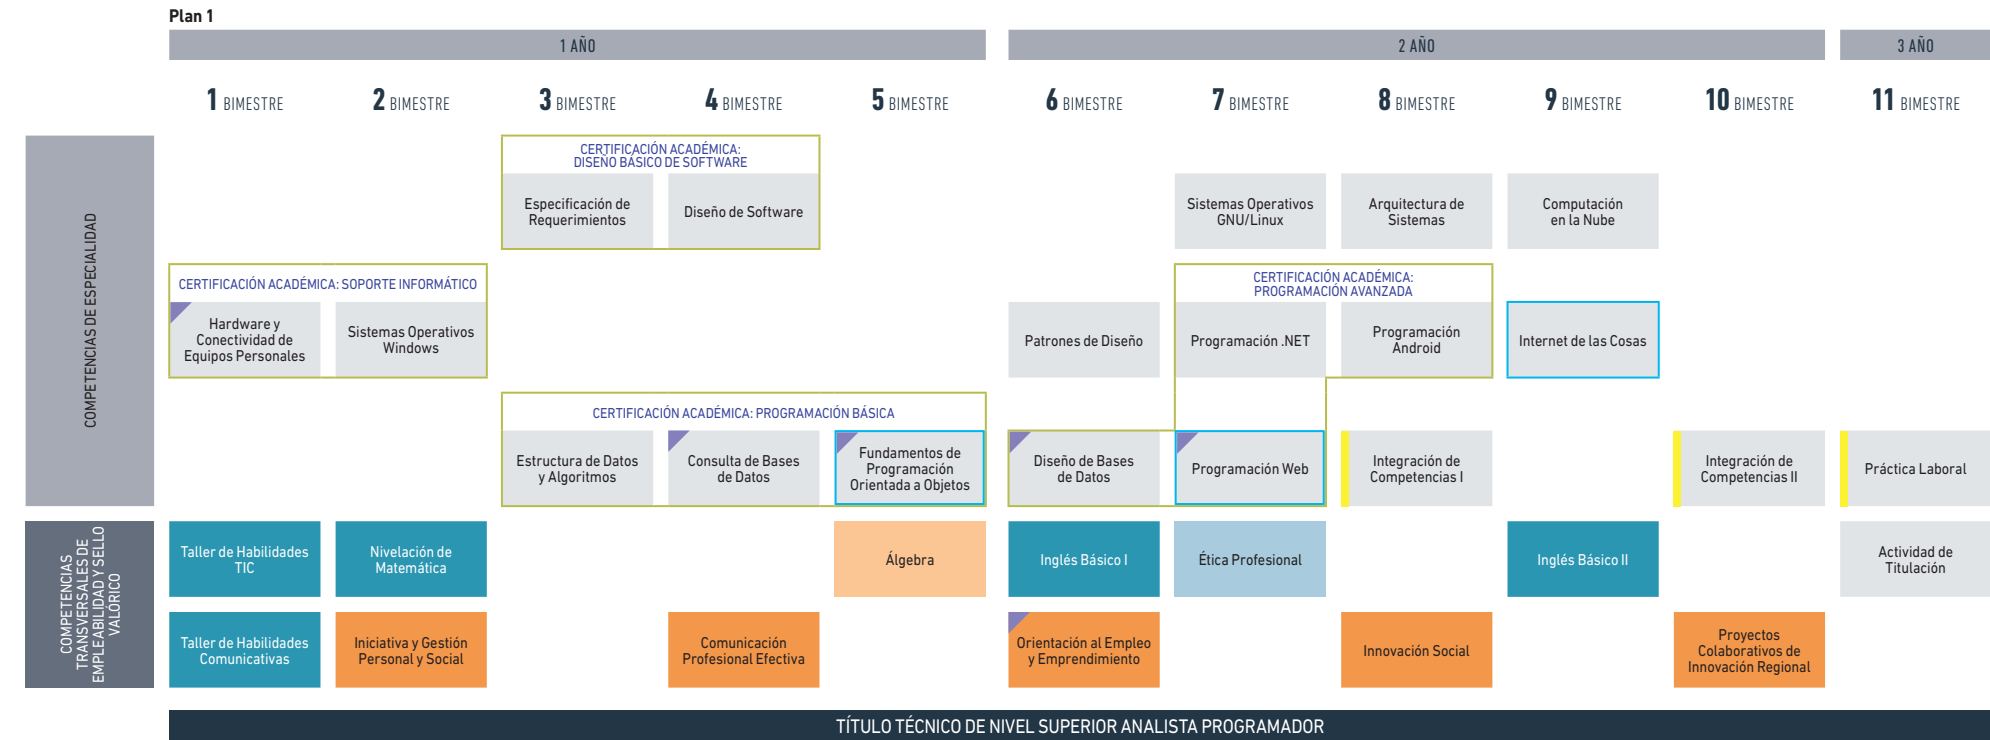 Plan 1
1 AÑO
2 AÑO
3 AÑO
1 BIMESTRE
2 BIMESTRE
3 BIMESTRE
4 BIMESTRE
5 BIMESTRE
6 BIMESTRE
7 BIMESTRE
8 BIMESTRE
9 BIMESTRE
10 BIMESTRE
11 BIMESTRE
COMPETENCIAS DE ESPECIALIDAD
CERTIFICACIÓN ACADÉMICA:
DISEÑO BÁSICO DE SOFTWARE
Especificación de
Requerimientos
Diseño de Software
Sistemas Operativos
GNU/Linux
Arquitectura de
Sistemas
Computación
en la Nube
CERTIFICACIÓN ACADÉMICA: SOPORTE INFORMÁTICO
Hardware y
Conectividad de
Equipos Personales
Sistemas Operativos
Windows
CERTIFICACIÓN ACADÉMICA:
PROGRAMACIÓN AVANZADA
Patrones de Diseño
Programación .NET
Programación
Android
Internet de las Cosas
CERTIFICACIÓN ACADÉMICA: PROGRAMACIÓN BÁSICA
Estructura de Datos
y Algoritmos
Consulta de Bases
de Datos
Fundamentos de
Programación
Orientada a Objetos
Diseño de Bases
de Datos
Programación Web
Integración de
Competencias I
Integración de
Competencias II
Práctica Laboral
COMPETENCIAS
TRANSVERSALES DE
EMPLEABILIDAD Y SELLO
VALÓRICO
Taller de Habilidades
TIC
Nivelación de
Matemática
Álgebra
Inglés Básico I
Ética Profesional
Inglés Básico II
Actividad de
Titulación
Taller de Habilidades
Comunicativas
Iniciativa y Gestión
Personal y Social
Comunicación
Profesional Efectiva
Orientación al Empleo
y Emprendimiento
Innovación Social
Proyectos
Colaborativos de
Innovación Regional
TÍTULO TÉCNICO DE NIVEL SUPERIOR ANALISTA PROGRAMADOR